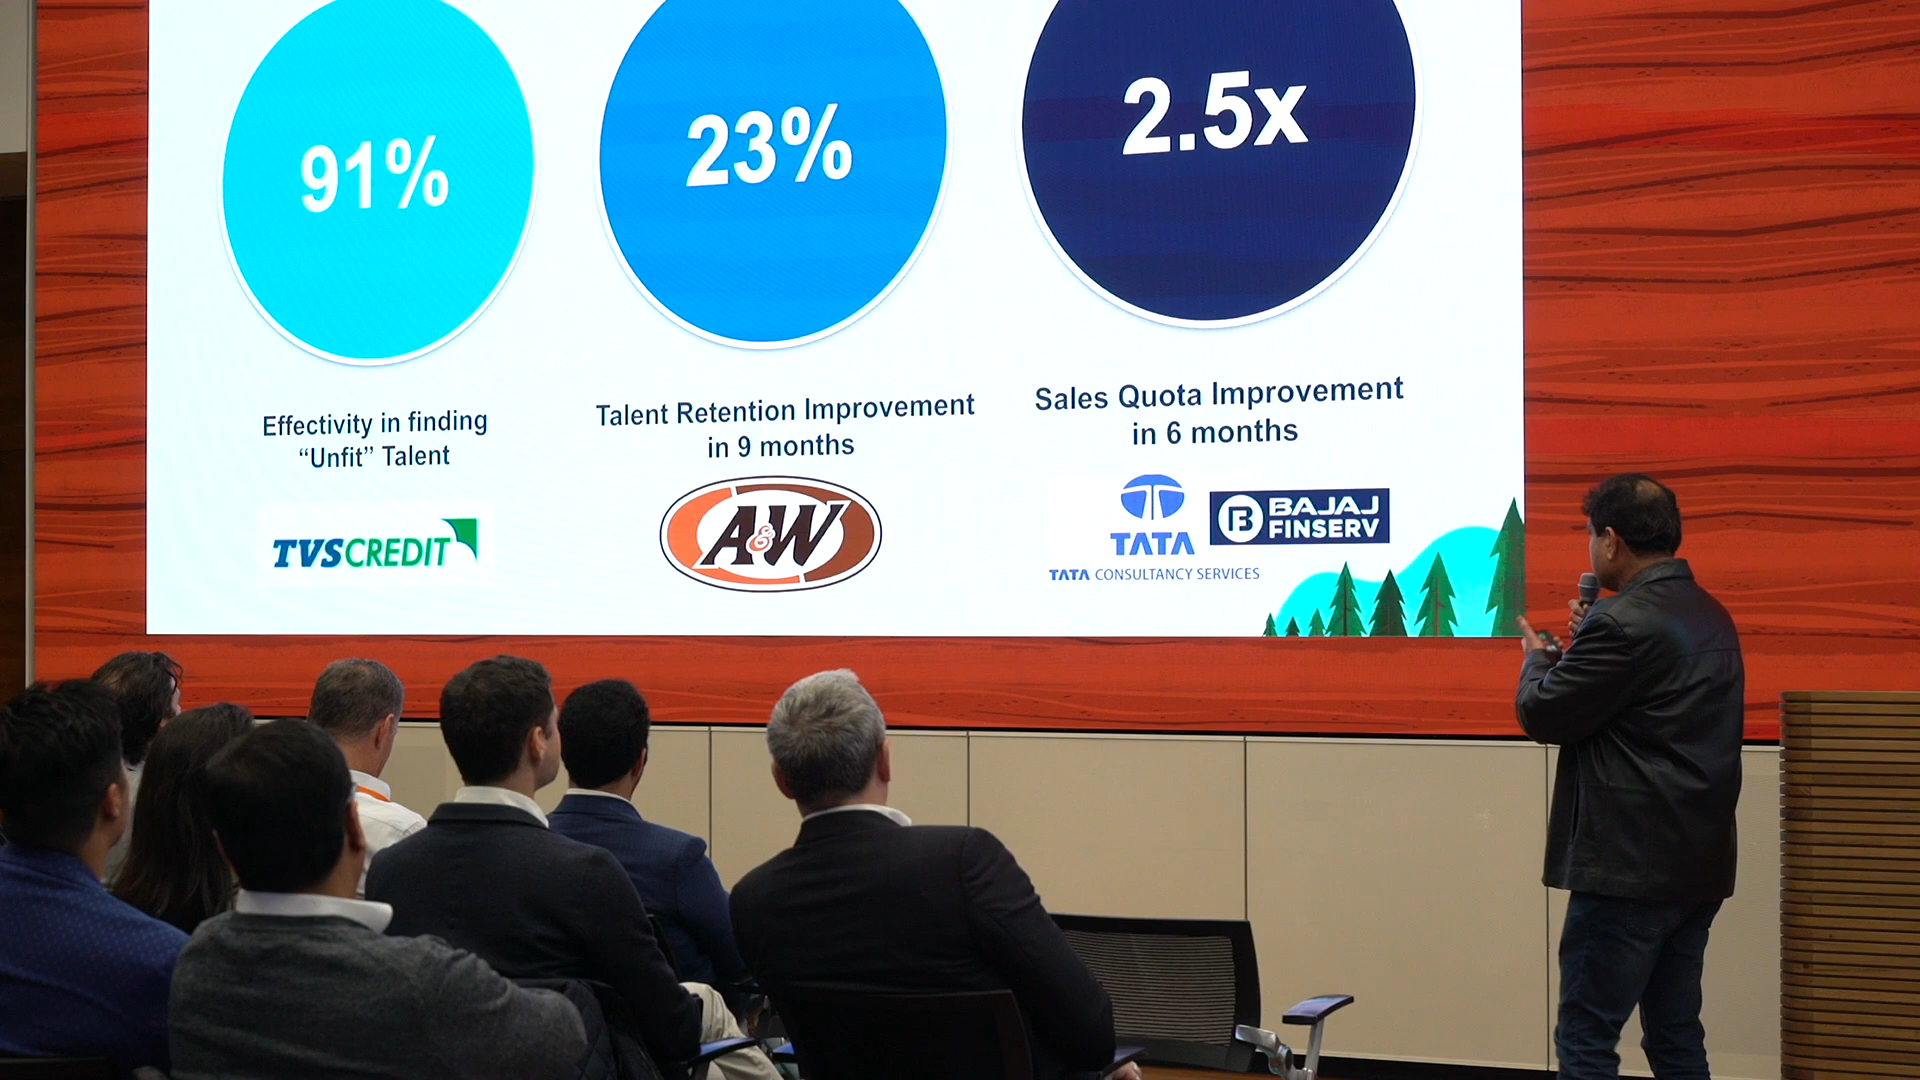 91%
23%
2.5x
Effectivity in finding
“Unfit” Talent
Talent Retention Improvement
in 9 months
Sales Quota Improvement
in 6 months
TVS CREDIT
A&W
TATA
TATA CONSULTANCY SERVICES
B
BAJAJ
FINSERV